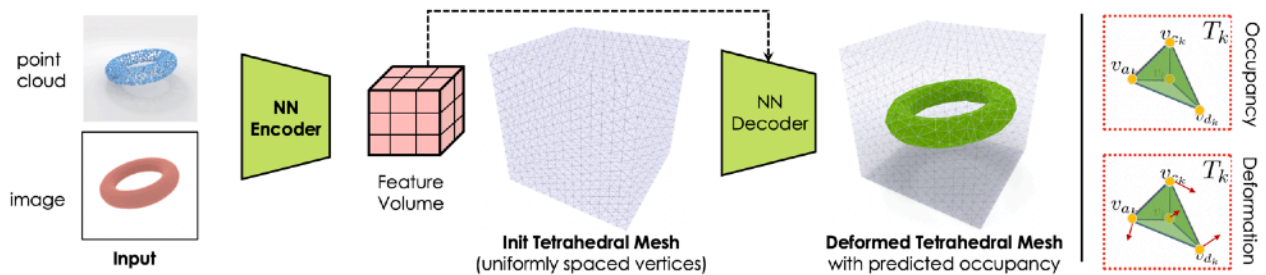 point
cloud
image
Input
NN
Encoder
Feature
Volume
Init Tetrahedral Mesh
(uniformly spaced vertices)
NN
Decoder
Deformed Tetrahedral Mesh
with predicted occupancy
T_k
v_{a_k}
v_{c_k}
v_{d_k}
Occupancy
T_k
v_{a_k}
v_{c_k}
v_{d_k}
Deformation